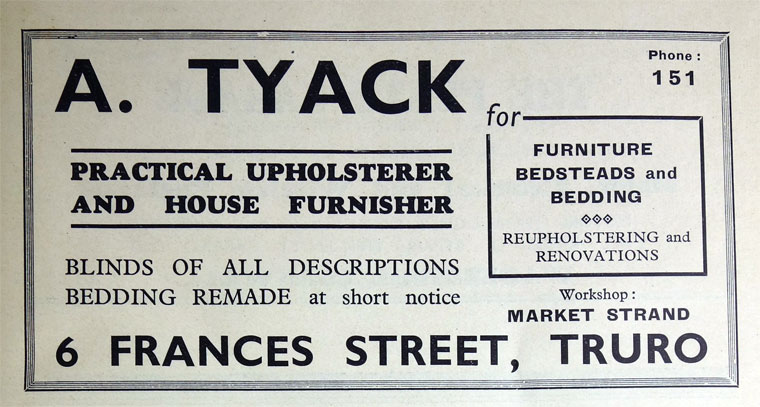 A. TYACK
Phone :
151
PRACTICAL UPHOLSTERER
AND HOUSE FURNISHER
BLINDS OF ALL DESCRIPTIONS
BEDDING REMADE at short notice
for
FURNITURE
BEDSTEADS and
BEDDING
REUPHOLSTERING and
RENOVATIONS
Workshop :
MARKET STRAND
6 FRANCES STREET, TRURO